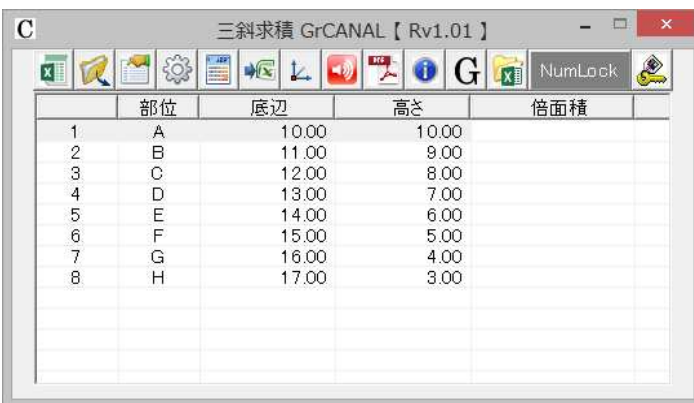 C 三斜求積 GrCANAL【 Rv1.01 】
G NumLock
部位 底辺 高さ 倍面積
1 A 10.00 10.00
2 B 11.00 9.00
3 C 12.00 8.00
4 D 13.00 7.00
5 E 14.00 6.00
6 F 15.00 5.00
7 G 16.00 4.00
8 H 17.00 3.00